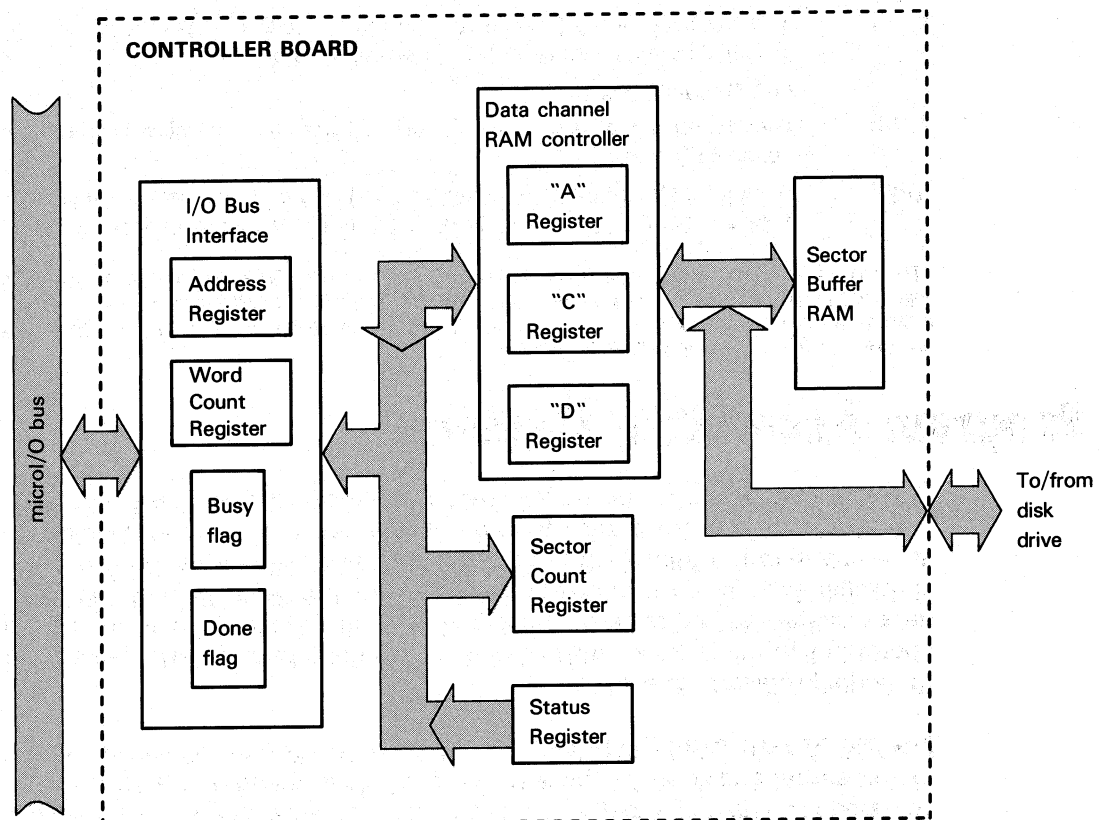 CONTROLLER BOARD
microI/O bus
I/O Bus
Interface
Address
Register
Word
Count
Register
Busy
flag
Done
flag
Data channel
RAM controller
"A"
Register
"C"
Register
"D"
Register
Sector
Buffer
RAM
Sector
Count
Register
Status
Register
To/from
disk
drive